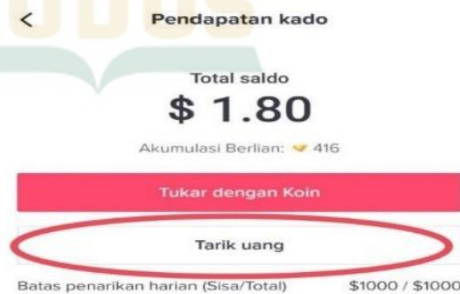 Pendapatan kado
Total saldo
$ 1.80
Akumulasi Berlian: 416
Tukar dengan Koin
Tarik uang
Batas penarikan harian (Sisa/Total) $1000 / $1000